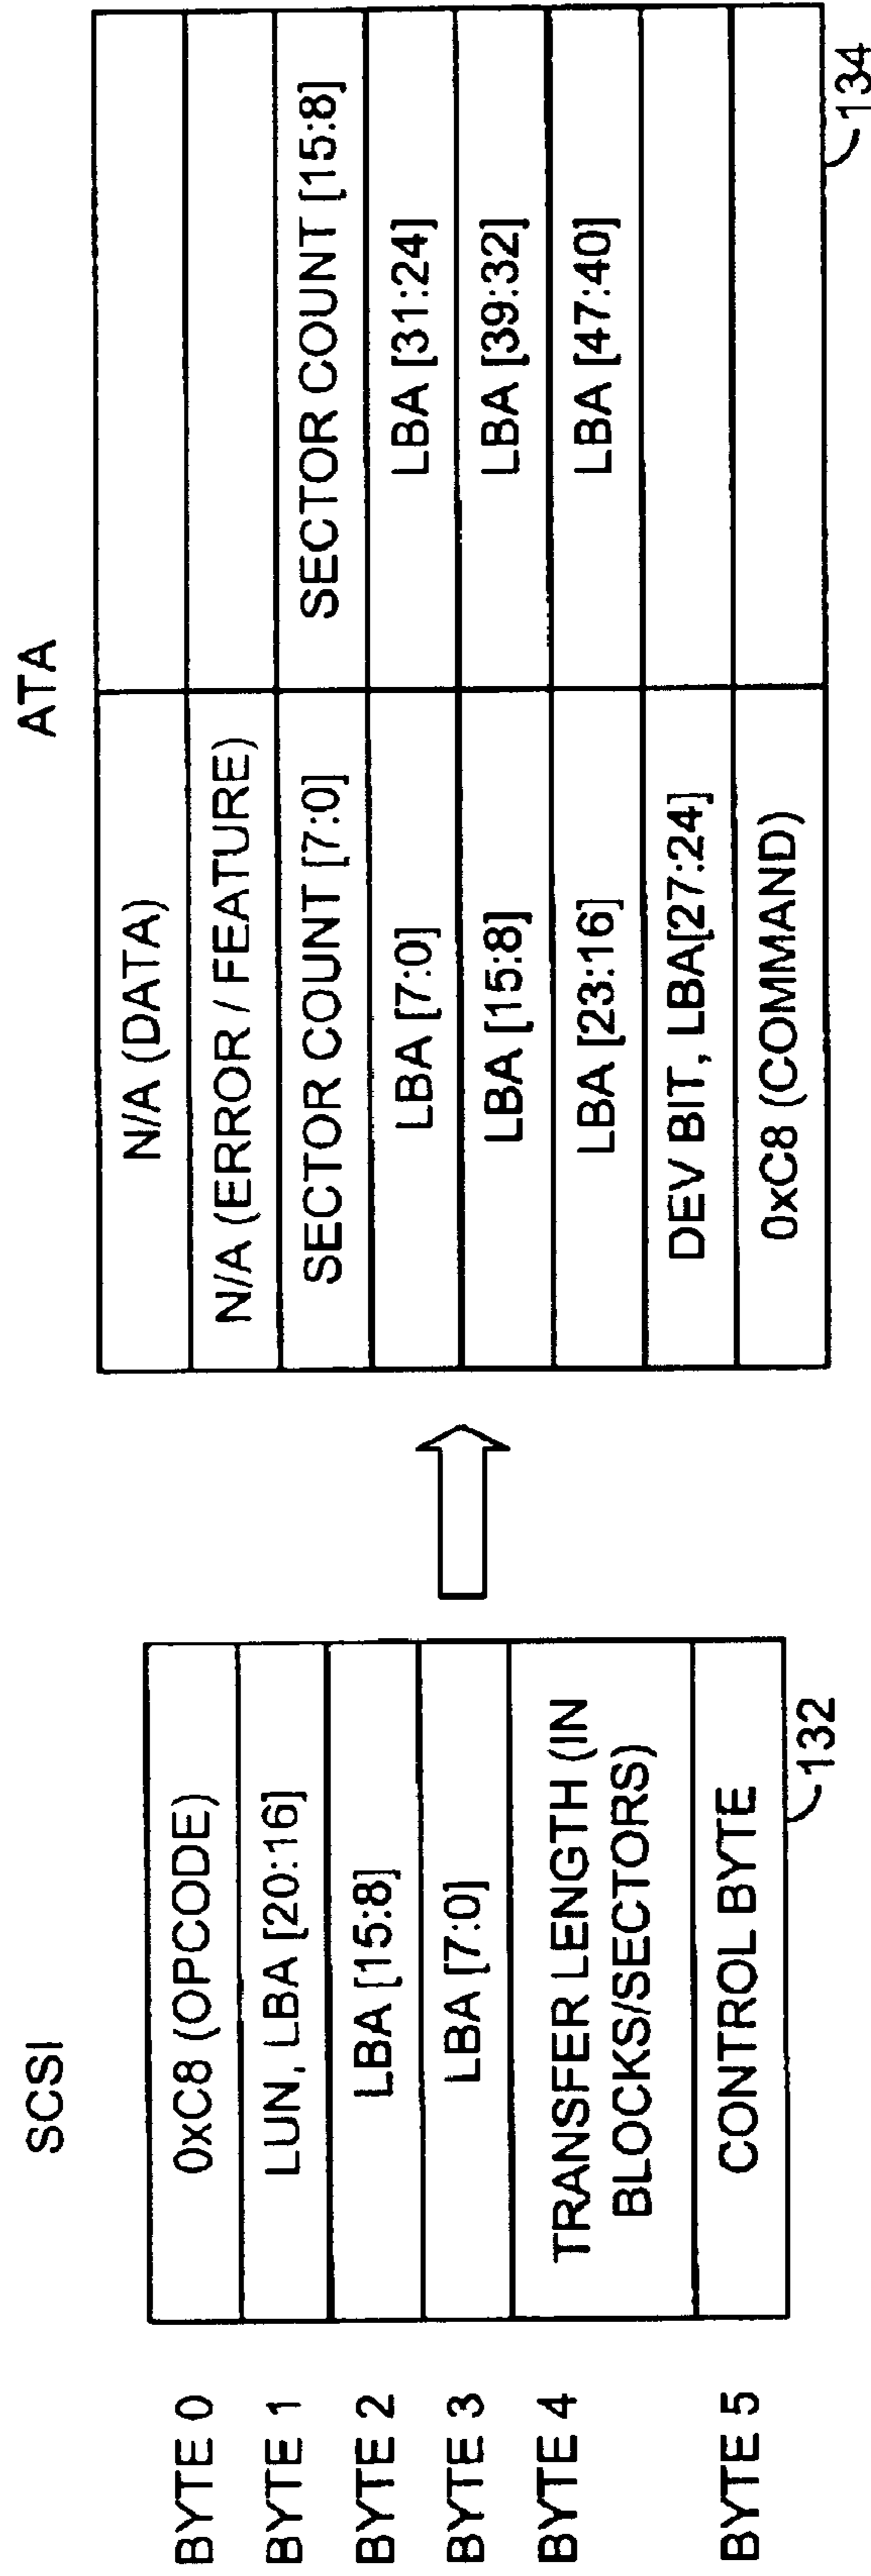 SCSI
BYTE 0
0xC8 (OPCODE)
BYTE 1
LUN, LBA [20:16]
BYTE 2
LBA [15:8]
BYTE 3
LBA [7:0]
BYTE 4
TRANSFER LENGTH (IN
BLOCKS/SECTORS)
BYTE 5
CONTROL BYTE
132
ATA
N/A (DATA)
N/A (ERROR / FEATURE)
SECTOR COUNT [7:0]
SECTOR COUNT [15:8]
LBA [7:0]
LBA [31:24]
LBA [15:8]
LBA [39:32]
LBA [23:16]
LBA [47:40]
DEV BIT, LBA[27:24]
0xC8 (COMMAND)
134